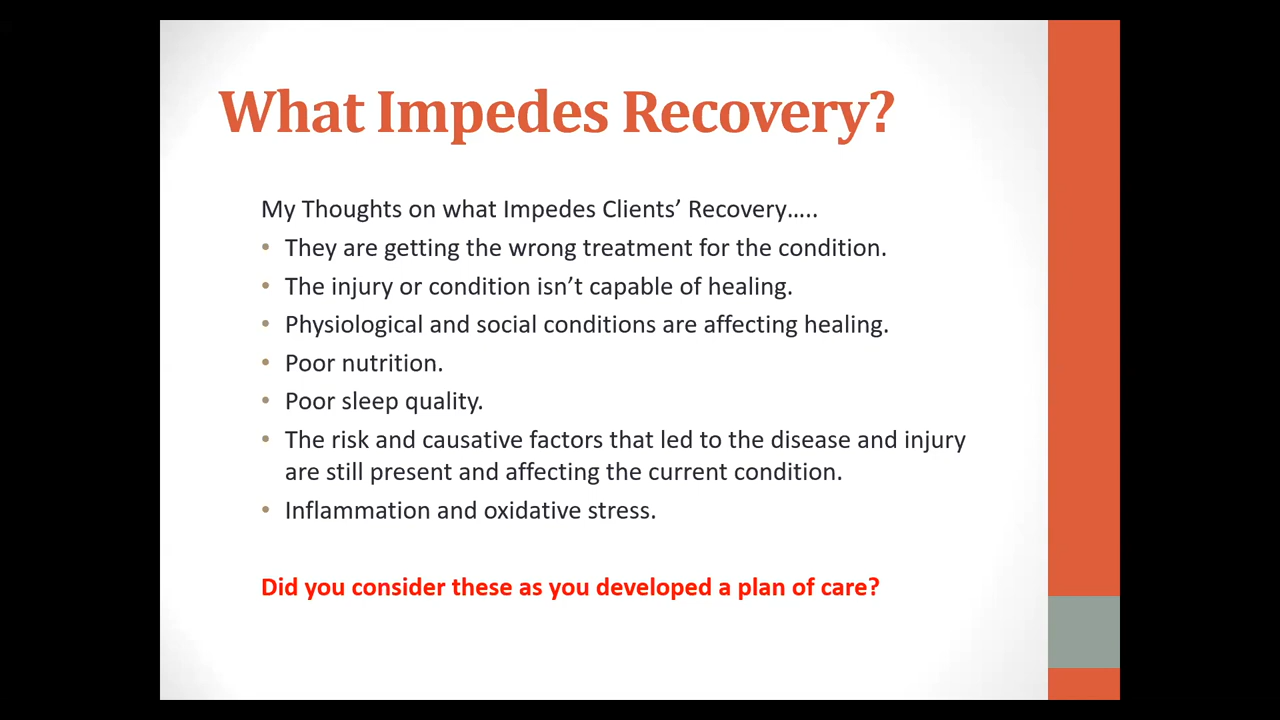 What Impedes Recovery?
My Thoughts on what Impedes Clients’ Recovery…..
• They are getting the wrong treatment for the condition.
• The injury or condition isn’t capable of healing.
• Physiological and social conditions are affecting healing.
• Poor nutrition.
• Poor sleep quality.
• The risk and causative factors that led to the disease and injury
are still present and affecting the current condition.
• Inflammation and oxidative stress.
Did you consider these as you developed a plan of care?